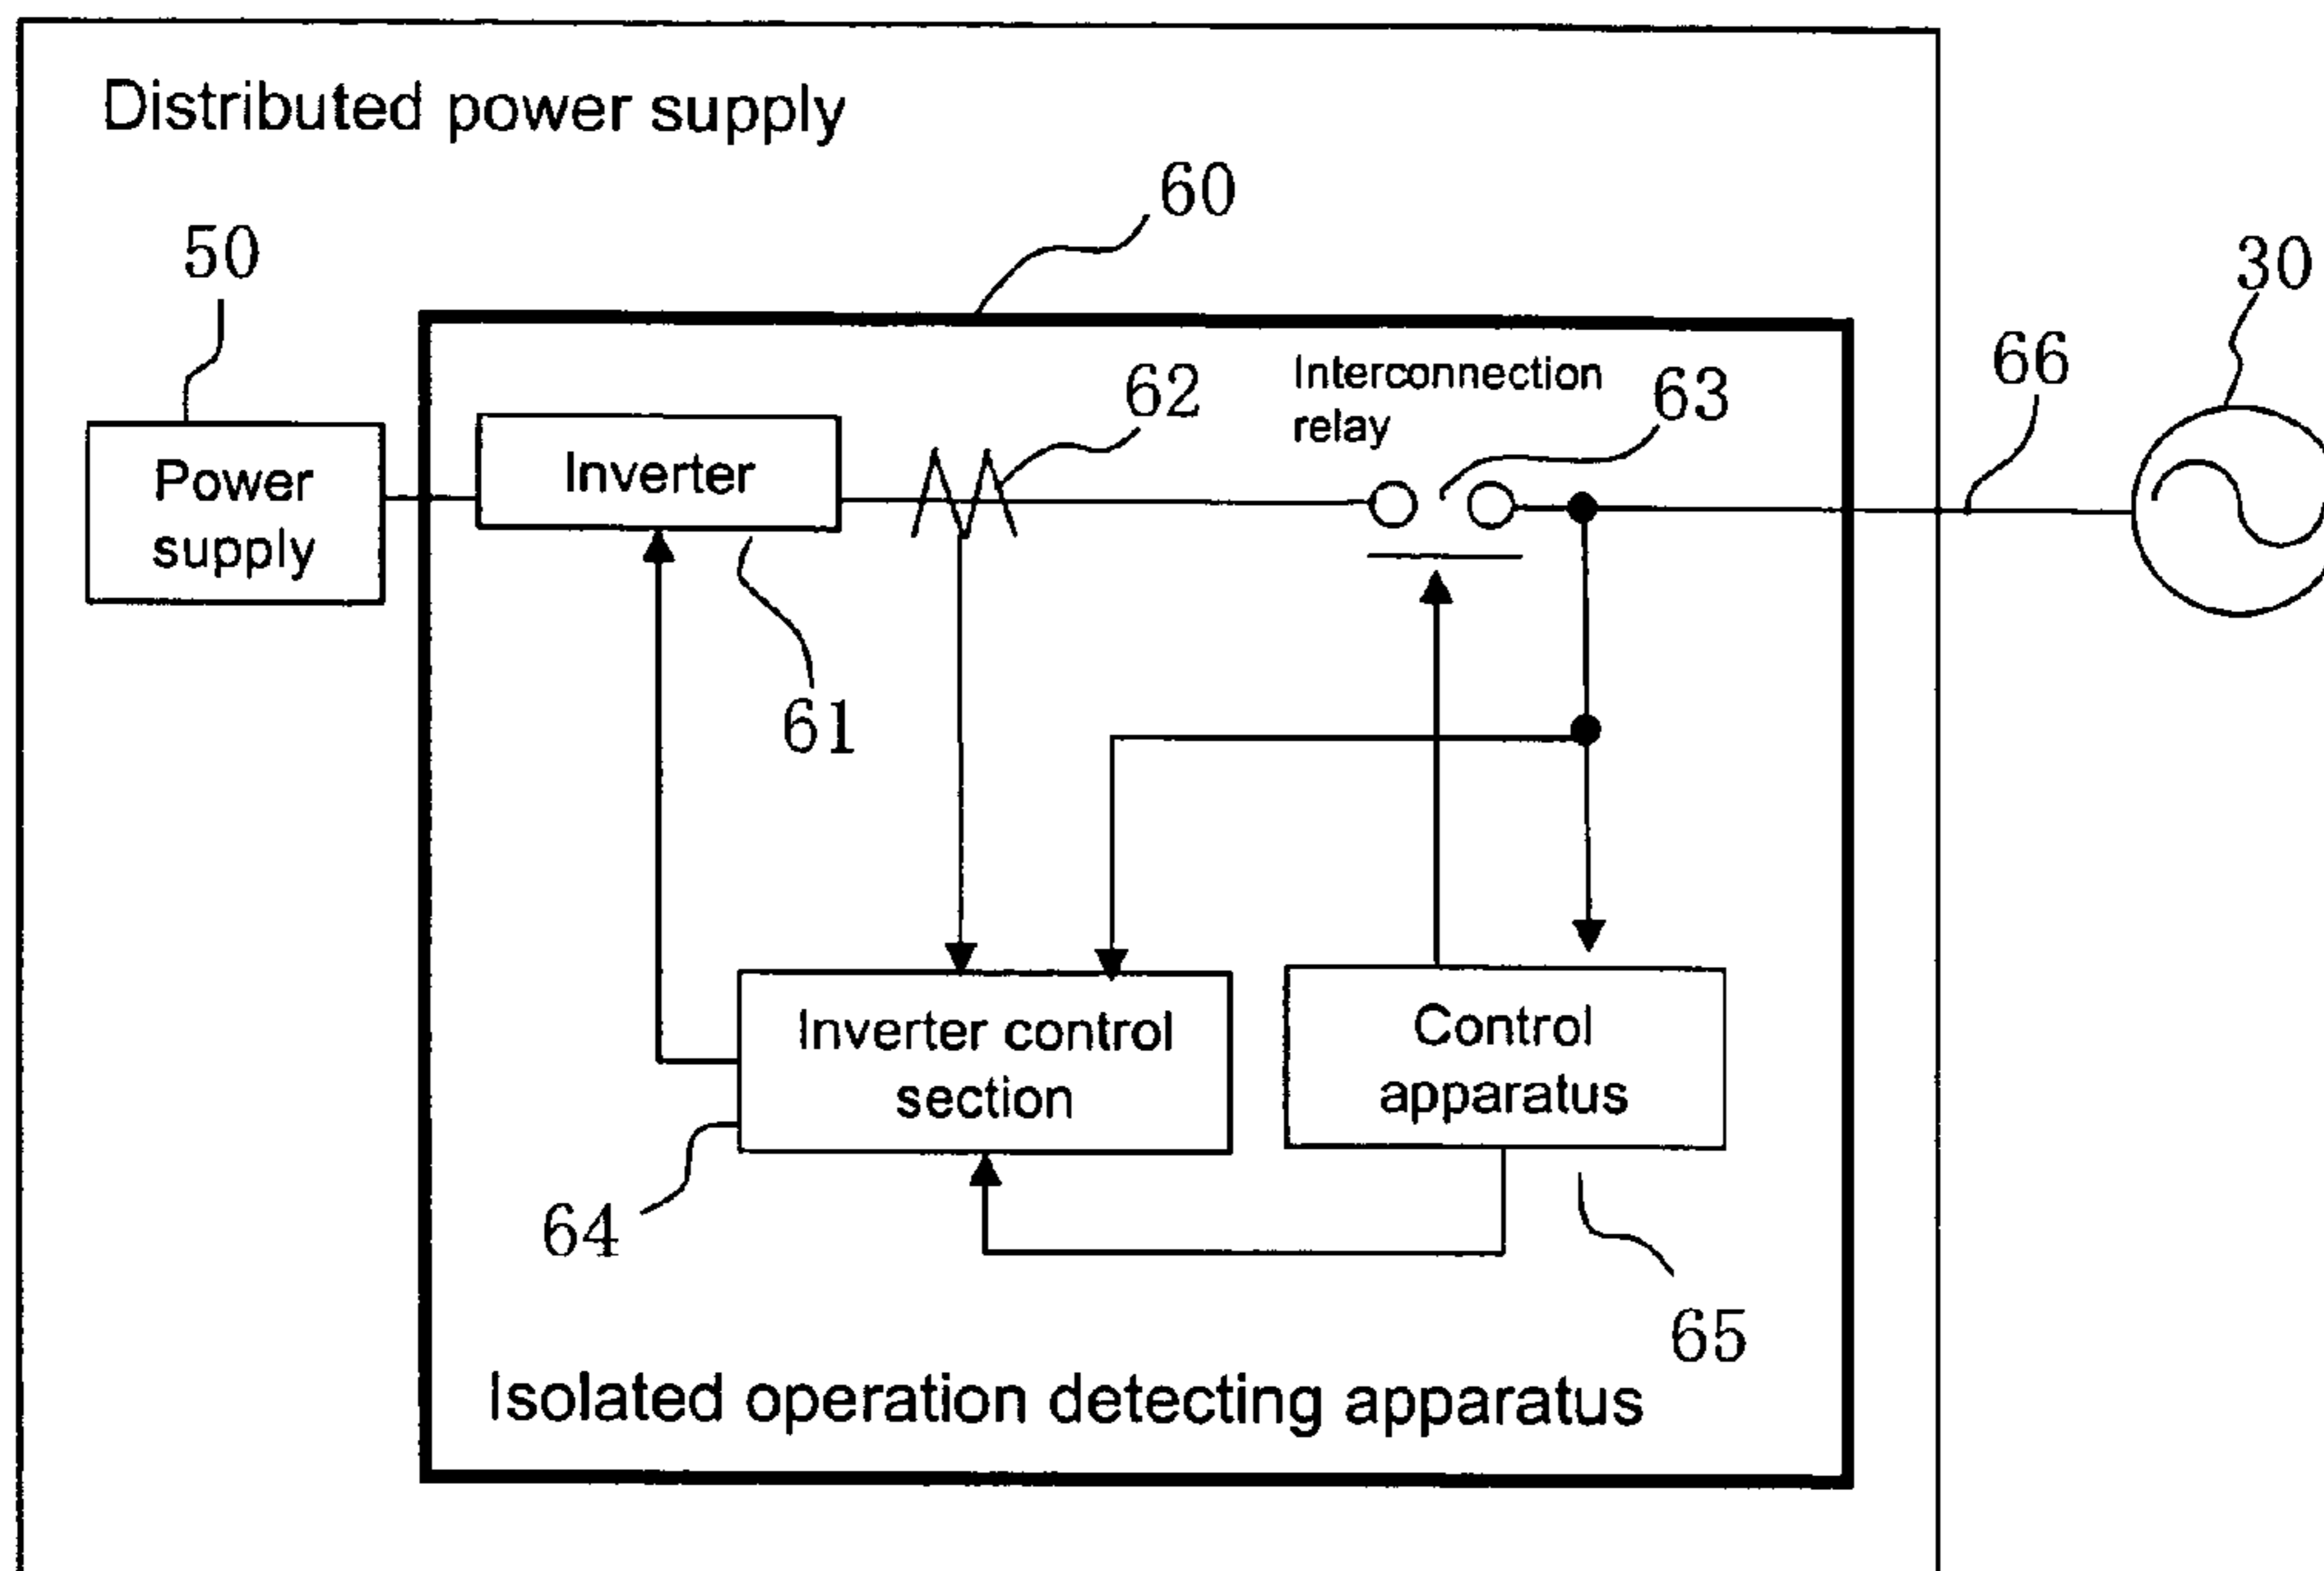 Distributed power supply
60
50
30
66
Interconnection
relay
62
63
Power
supply
Inverter
61
Inverter control
section
Control
apparatus
64
65
Isolated operation detecting apparatus